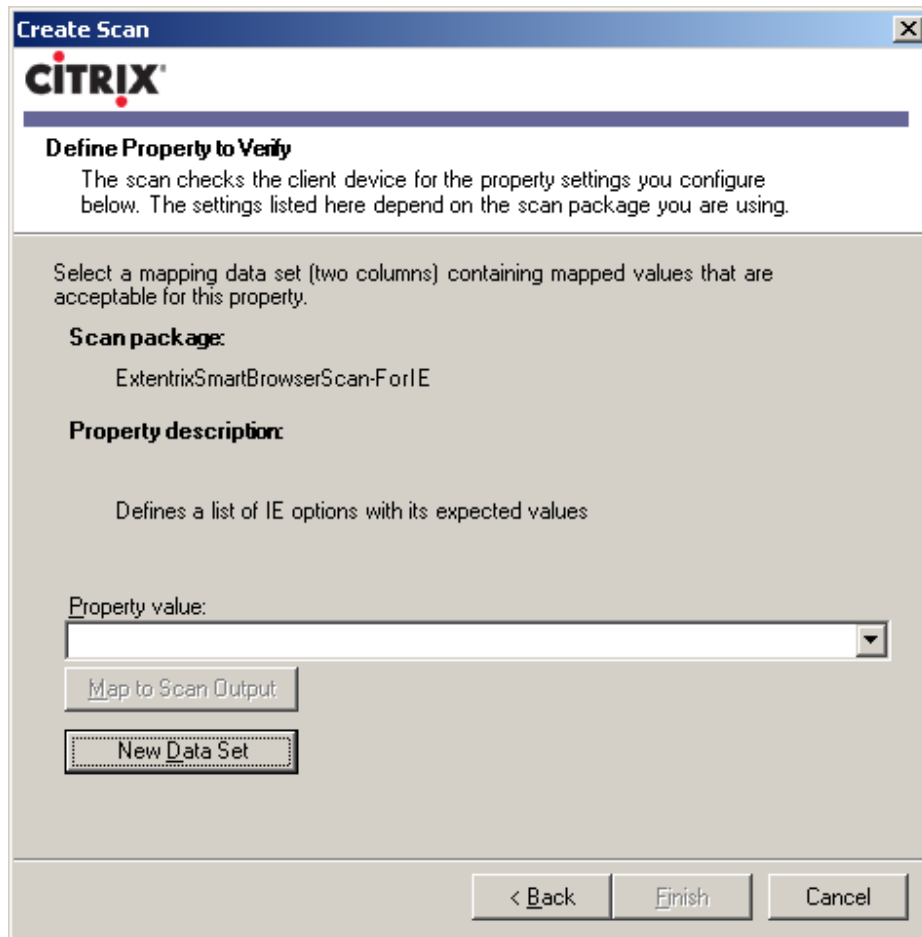 Create Scan
CİTRIX
Define Property to Verify
The scan checks the client device for the property settings you configure
below. The settings listed here depend on the scan package you are using.
Select a mapping data set (two columns) containing mapped values that are
acceptable for this property.
Scan package:
ExtentrixSmartBrowserScan-ForIE
Property description:
Defines a list of IE options with its expected values
Property value:
Map to Scan Output
New Data Set
< Back
Finish
Cancel